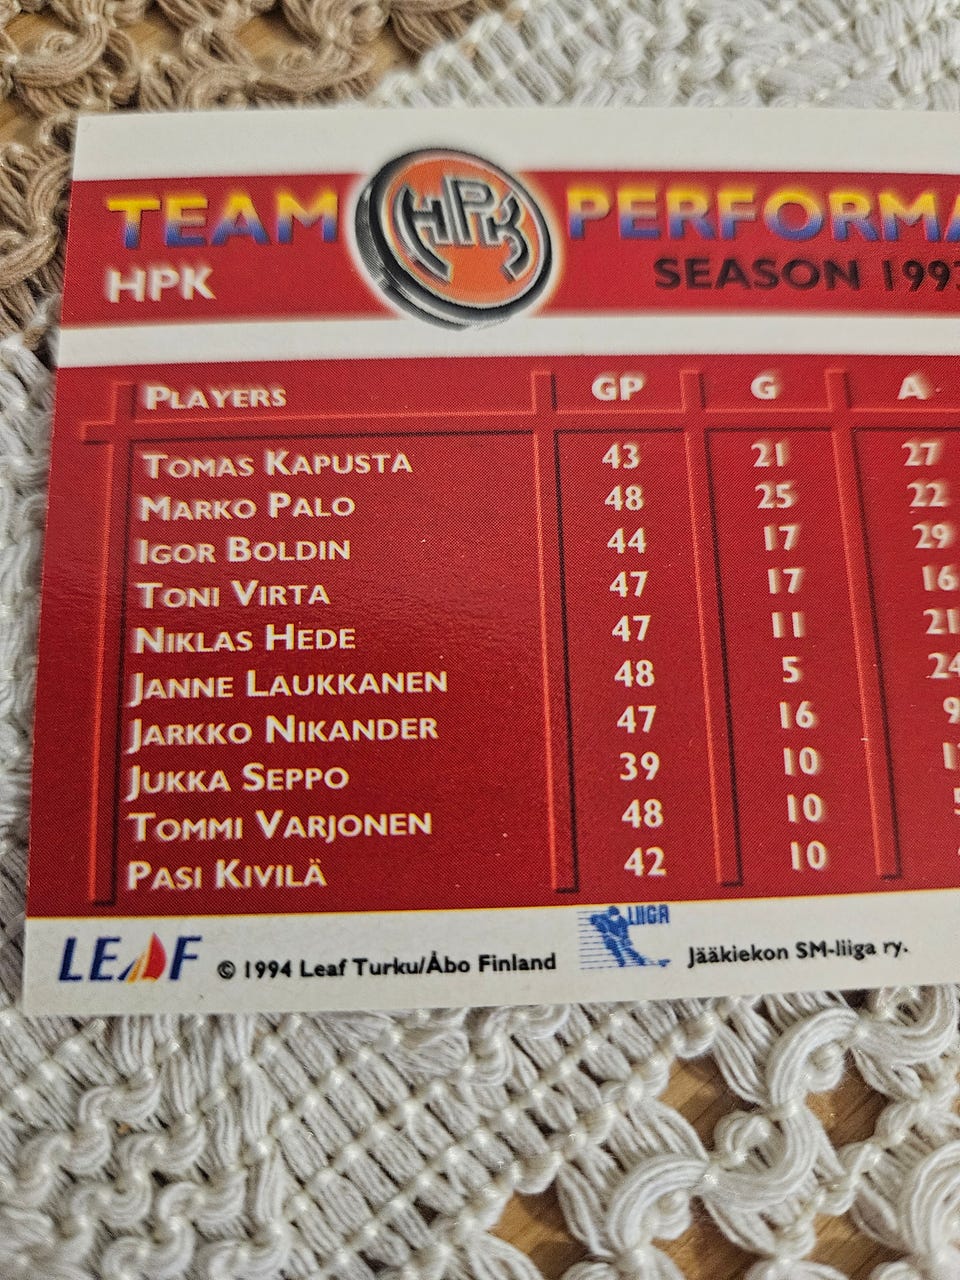 TEAM HPK PERFORMA
HPK SEASON 1993
PLAYERS GP G A
TOMAS KAPUSTA 43 21 27
MARKO PALO 48 25 22
IGOR BOLDIN 44 17 29
TONI VIRTA 47 17 16
NIKLAS HEDE 47 11 21
JANNE LAUKKANEN 48 5 24
JARKKO NIKANDER 47 16 9
JUKKA SEPPO 39 10
TOMMI VARJONEN 48 10
PASI KIVILÄ 42 10
LEAF © 1994 Leaf Turku/Åbo Finland LIIGA Jääkiekon SM-liiga ry.